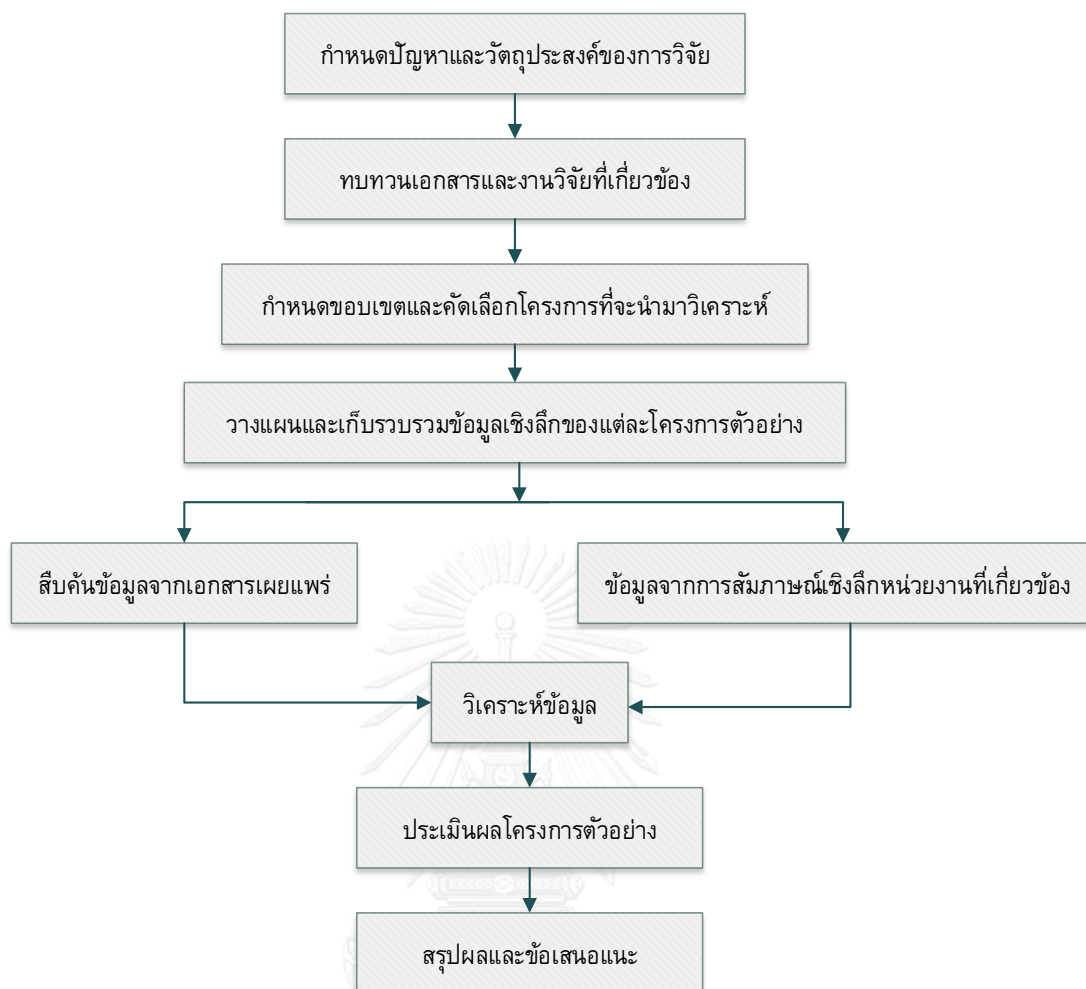 กำหนดปัญหาและวัตถุประสงค์ของการวิจัย
ทบทวนเอกสารและงานวิจัยที่เกี่ยวข้อง
กำหนดขอบเขตและคัดเลือกโครงการที่จะนำมาวิเคราะห์
วางแผนและเก็บรวบรวมข้อมูลเชิงลึกของแต่ละโครงการตัวอย่าง
สืบค้นข้อมูลจากเอกสารเผยแพร่
ข้อมูลจากการสัมภาษณ์เชิงลึกหน่วยงานที่เกี่ยวข้อง
วิเคราะห์ข้อมูล
ประเมินผลโครงการตัวอย่าง
สรุปผลและข้อเสนอแนะ